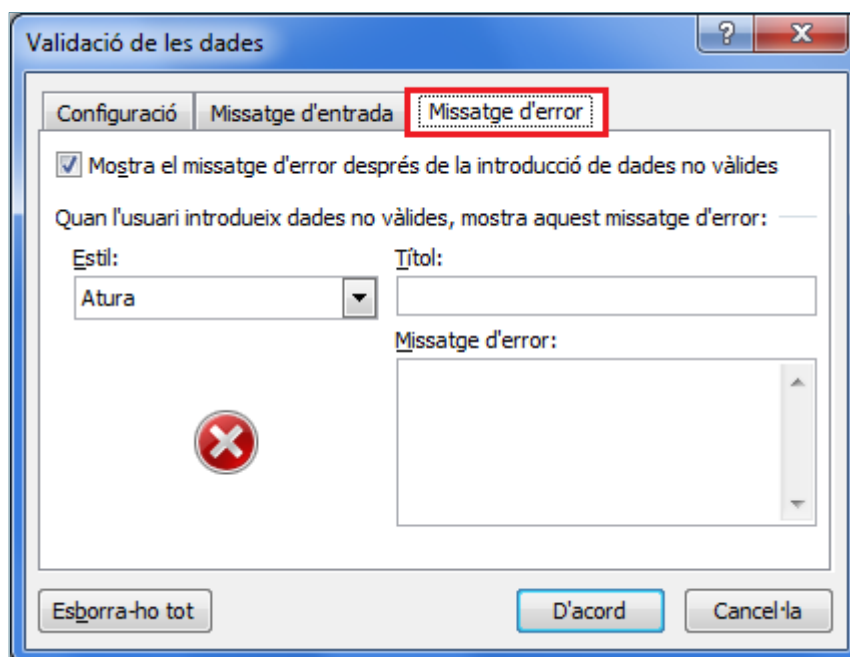 Validació de les dades
Configuració
Missatge d'entrada
Missatge d'error
Mostra el missatge d'error després de la introducció de dades no vàlides
Quan l'usuari introdueix dades no vàlides, mostra aquest missatge d'error:
Estil:
Títol:
Atura
Missatge d'error:
Esborra-ho tot
D'acord
Cancel·la